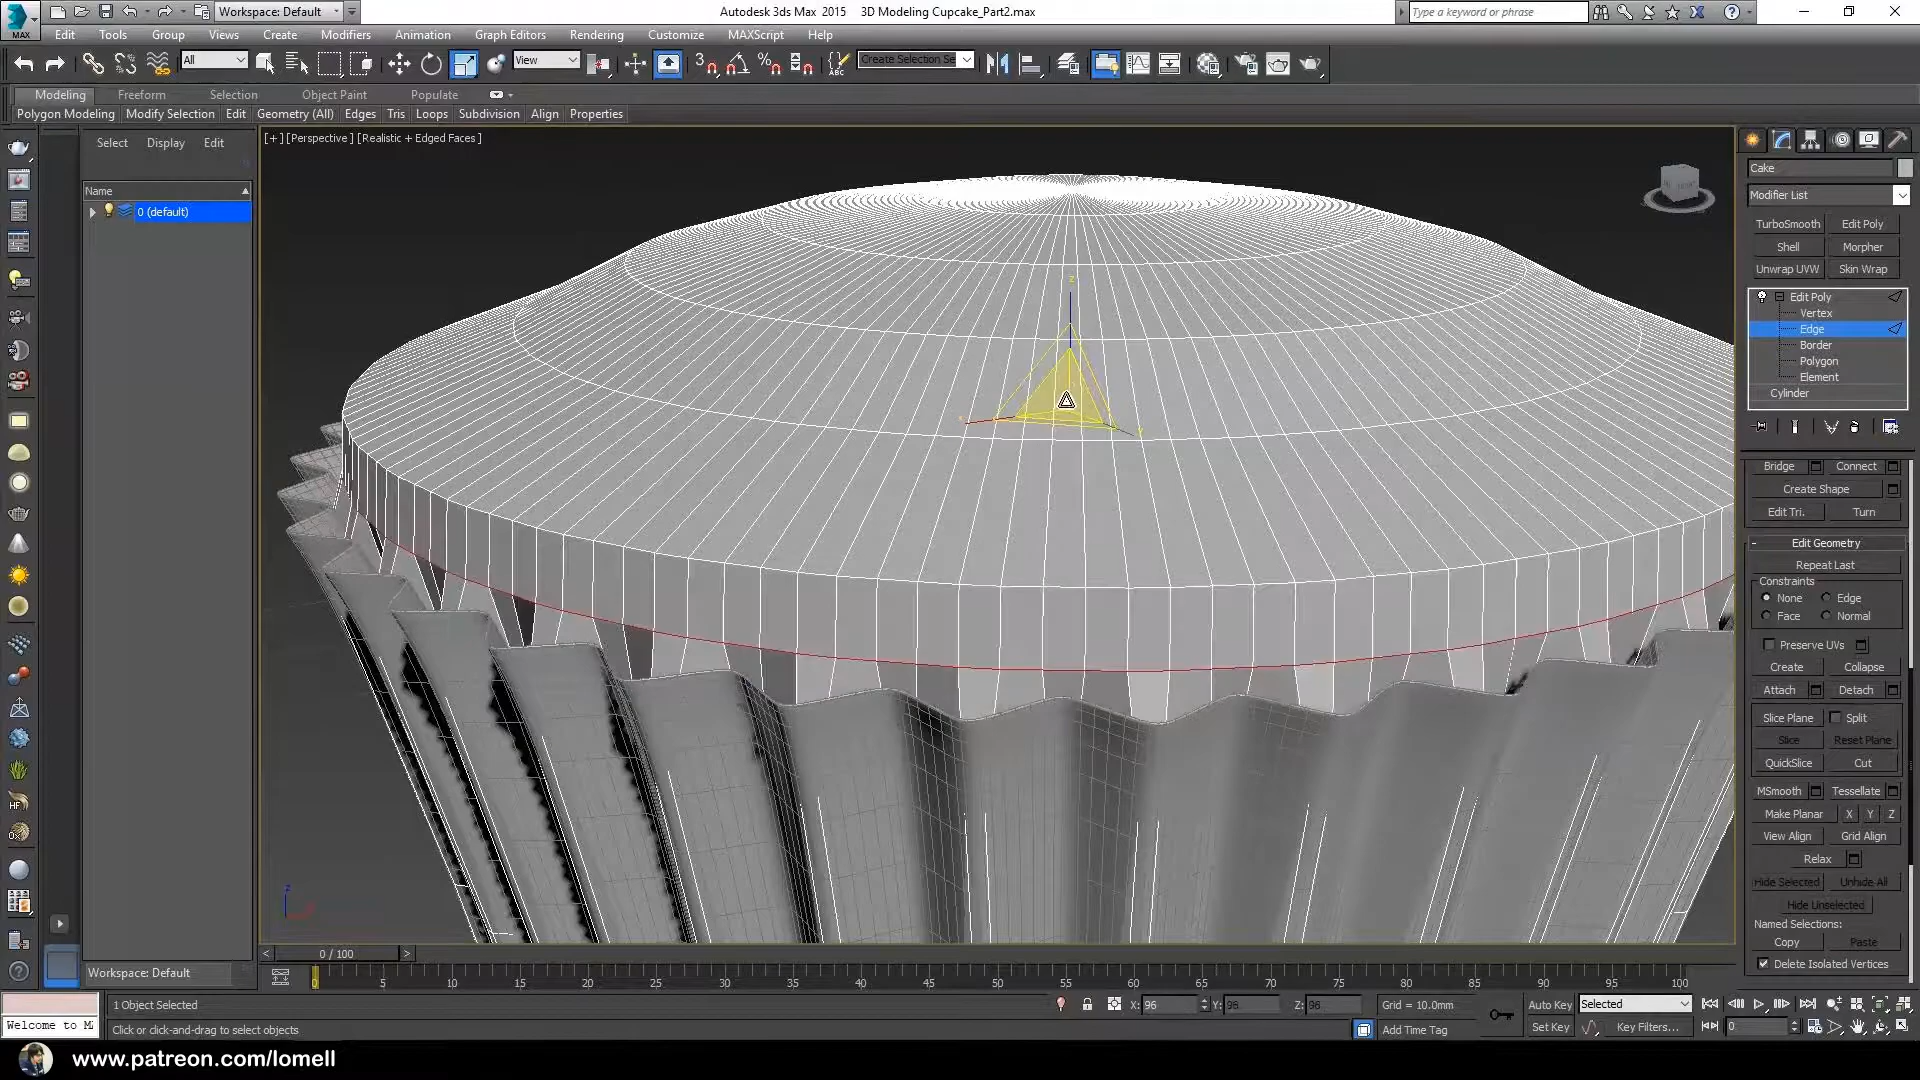 Workspace: Default
Autodesk 3ds Max 2015 3D Modeling Cupcake_Part2.max
Type a keyword or phrase
MAX
Edit Tools Group Views Create Modifiers Animation Graph Editors Rendering Customize MAXScript Help
All
View
Create Selection Se
Modeling Freeform Selection Object Paint Populate
Polygon Modeling Modify Selection Edit Geometry (All) Edges Tris Loops Subdivision Align Properties
Select Display Edit
[+] [Perspective ] [Realistic + Edged Faces ]
Name
0 (default)
Cake
Modifier List
TurboSmooth Edit Poly
Shell Morpher
Unwrap UVW Skin Wrap
Edit Poly
Vertex
Edge
Border
Polygon
Element
Cylinder
Bridge Connect
Create Shape
Edit Tri. Turn
- Edit Geometry
Repeat Last
Constraints
None Edge
Face Normal
Preserve UVs
Create Collapse
Attach Detach
Slice Plane Split
Slice Reset Plane
QuickSlice Cut
MSmooth Tessellate
Make Planar X Y Z
View Align Grid Align
Relax
Hide Selected Unhide All
Hide Unselected
Named Selections:
Copy Paste
Delete Isolated Vertices
0 / 100
Workspace: Default
0 5 10 15 20 25 30 35 40 45 50 55 60 65 70 75 80 85 90 95 100
1 Object Selected
X: 96 Y: 96 Z: 96
Grid = 10.0mm
Auto Key Selected
Welcome to M
Click or click-and-drag to select objects
Add Time Tag
Set Key Key Filters...
0
www.patreon.com/lomell